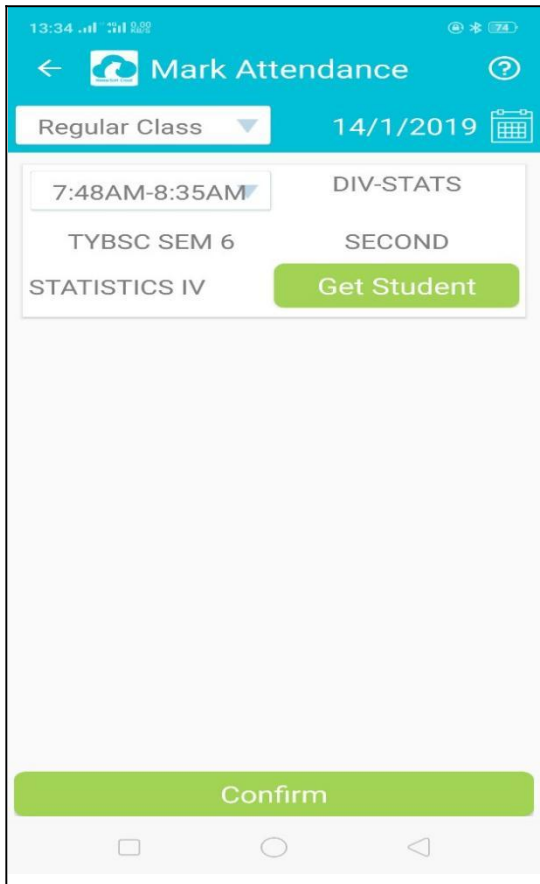 13:34
74
Mark Attendance
Regular Class
14/1/2019
7:48AM-8:35AM
DIV-STATS
TYBSC SEM 6
SECOND
STATISTICS IV
Get Student
Confirm